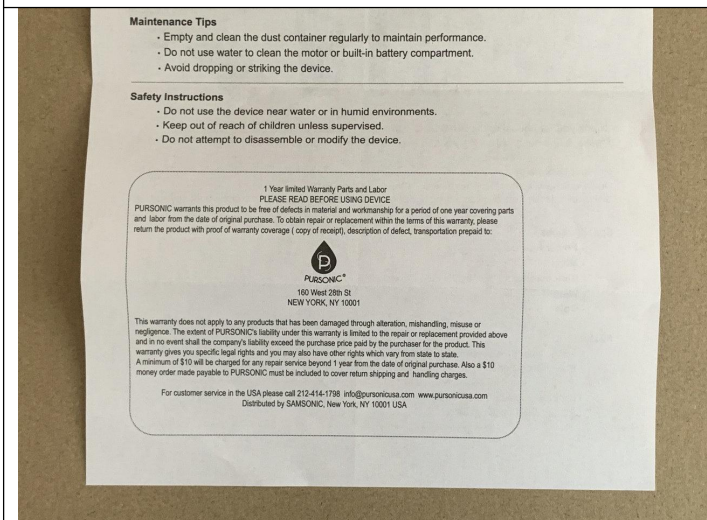 Maintenance Tips
• Empty and clean the dust container regularly to maintain performance.
• Do not use water to clean the motor or built-in battery compartment.
• Avoid dropping or striking the device.
Safety Instructions
• Do not use the device near water or in humid environments.
• Keep out of reach of children unless supervised.
• Do not attempt to disassemble or modify the device.
1 Year limited Warranty Parts and Labor
PLEASE READ BEFORE USING DEVICE
PURSONIC warrants this product to be free of defects in material and workmanship for a period of one year covering parts
and labor from the date of original purchase. To obtain repair or replacement within the terms of this warranty, please
return the product with proof of warranty coverage ( copy of receipt), description of defect, transportation prepaid to:
P
PURSONIC®
160 West 28th St
NEW YORK, NY 10001
This warranty does not apply to any products that has been damaged through alteration, mishandling, misuse or
negligence. The extent of PURSONIC's liability under this warranty is limited to the repair or replacement provided above
and in no event shall the company's liability exceed the purchase price paid by the purchaser for the product. This
warranty gives you specific legal rights and you may also have other rights which vary from state to state.
A minimum of $10 will be charged for any repair service beyond 1 year from the date of original purchase. Also a $10
money order made payable to PURSONIC must be included to cover return shipping and handling charges.
For customer service in the USA please call 212-414-1798 info@pursonicusa.com www.pursonicusa.com
Distributed by SAMSONIC, New York, NY 10001 USA